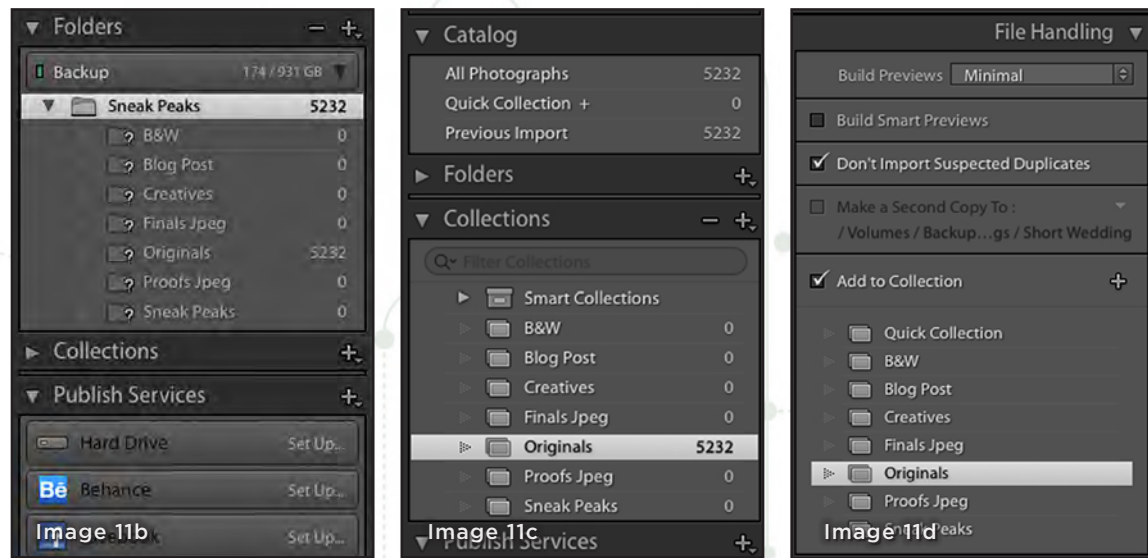 Folders
Backup 174 / 931 GB
Sneak Peaks 5232
B&W 0
Blog Post 0
Creatives 0
Finals Jpeg 0
Originals 5232
Proofs Jpeg 0
Sneak Peaks 0
Collections
Publish Services
Hard Drive Set Up...
Bē Behance Set Up...
Set Up...
Image 11b
Catalog
All Photographs 5232
Quick Collection + 0
Previous Import 5232
Folders
Collections
Filter Collections
Smart Collections
B&W 0
Blog Post 0
Creatives 0
Finals Jpeg 0
Originals 5232
Proofs Jpeg 0
Sneak Peaks 0
Publish Services
Image 11c
File Handling
Build Previews Minimal
Build Smart Previews
Don't Import Suspected Duplicates
Make a Second Copy To :
/ Volumes / Backup...gs / Short Wedding
Add to Collection
Quick Collection
B&W
Blog Post
Creatives
Finals Jpeg
Originals
Proofs Jpeg
Sneak Peaks
Image 11d